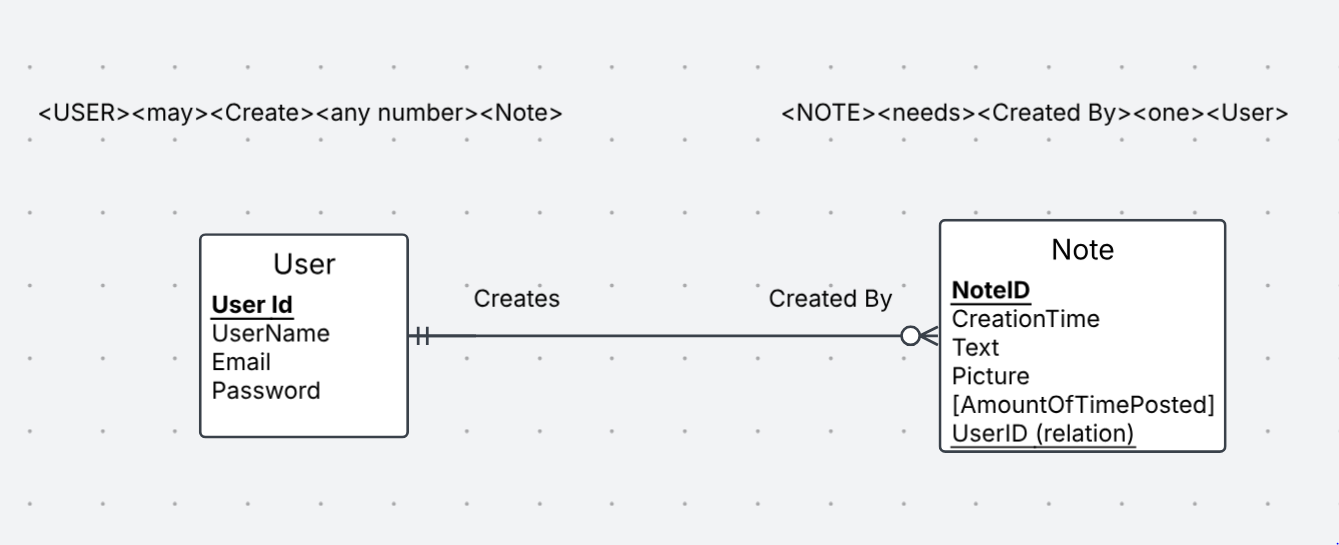 <USER><may><Create><any number><Note>
<NOTE><needs><Created By><one><User>
User
User Id
UserName
Email
Password
Creates
Created By
Note
NoteID
CreationTime
Text
Picture
[AmountOfTimePosted]
UserID (relation)